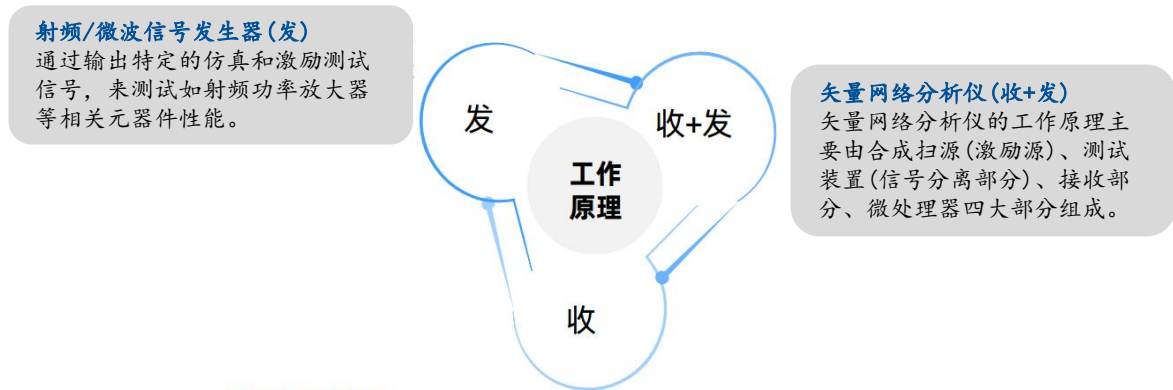 射频/微波信号发生器(发)
通过输出特定的仿真和激励测试
信号，来测试如射频功率放大器
等相关元器件性能。
发
收+发
工作
原理
收
矢量网络分析仪(收+发)
矢量网络分析仪的工作原理主
要由合成扫源(激励源)、测试
装置(信号分离部分)、接收部
分、微处理器四大部分组成。